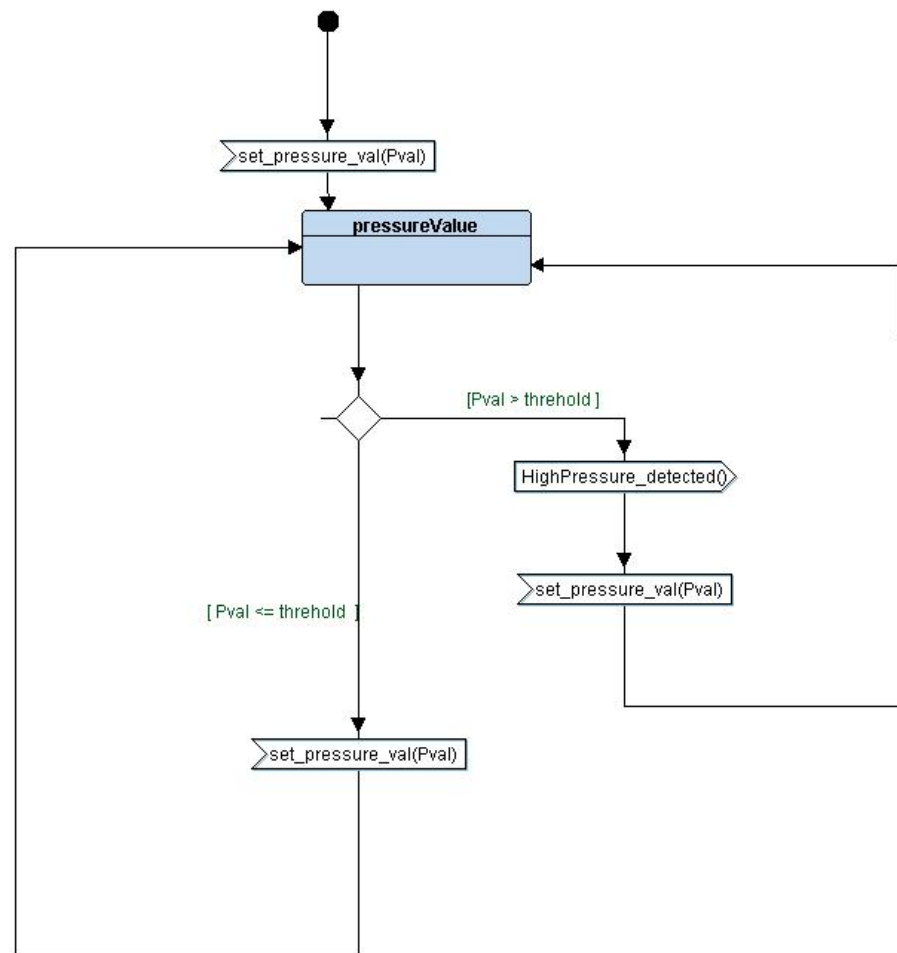 set_pressure_val(Pval)
pressureValue
[Pval > threhold ]
HighPressure_detected()
set_pressure_val(Pval)
[ Pval <= threhold  ]
set_pressure_val(Pval)